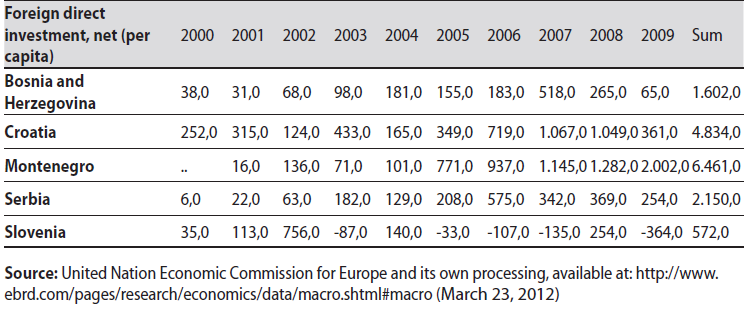 Foreign direct
investment, net (per 2000 2001 2002 2003 2004 2005 2006 2007 2008 2009 Sum
capita)
Bosnia and
Herzegovina 38,0 31,0 68,0 98,0 181,0 155,0 183,0 518,0 265,0 65,0 1.602,0
Croatia 252,0 315,0 124,0 433,0 165,0 349,0 719,0 1.067,0 1.049,0 361,0 4.834,0
Montenegro .. 16,0 136,0 71,0 101,0 771,0 937,0 1.145,0 1.282,0 2.002,0 6.461,0
Serbia 6,0 22,0 63,0 182,0 129,0 208,0 575,0 342,0 369,0 254,0 2.150,0
Slovenia 35,0 113,0 756,0 -87,0 140,0 -33,0 -107,0 -135,0 254,0 -364,0 572,0
Source: United Nation Economic Commission for Europe and its own processing, available at: http://www.
ebrd.com/pages/research/economics/data/macro.shtml#macro (March 23, 2012)